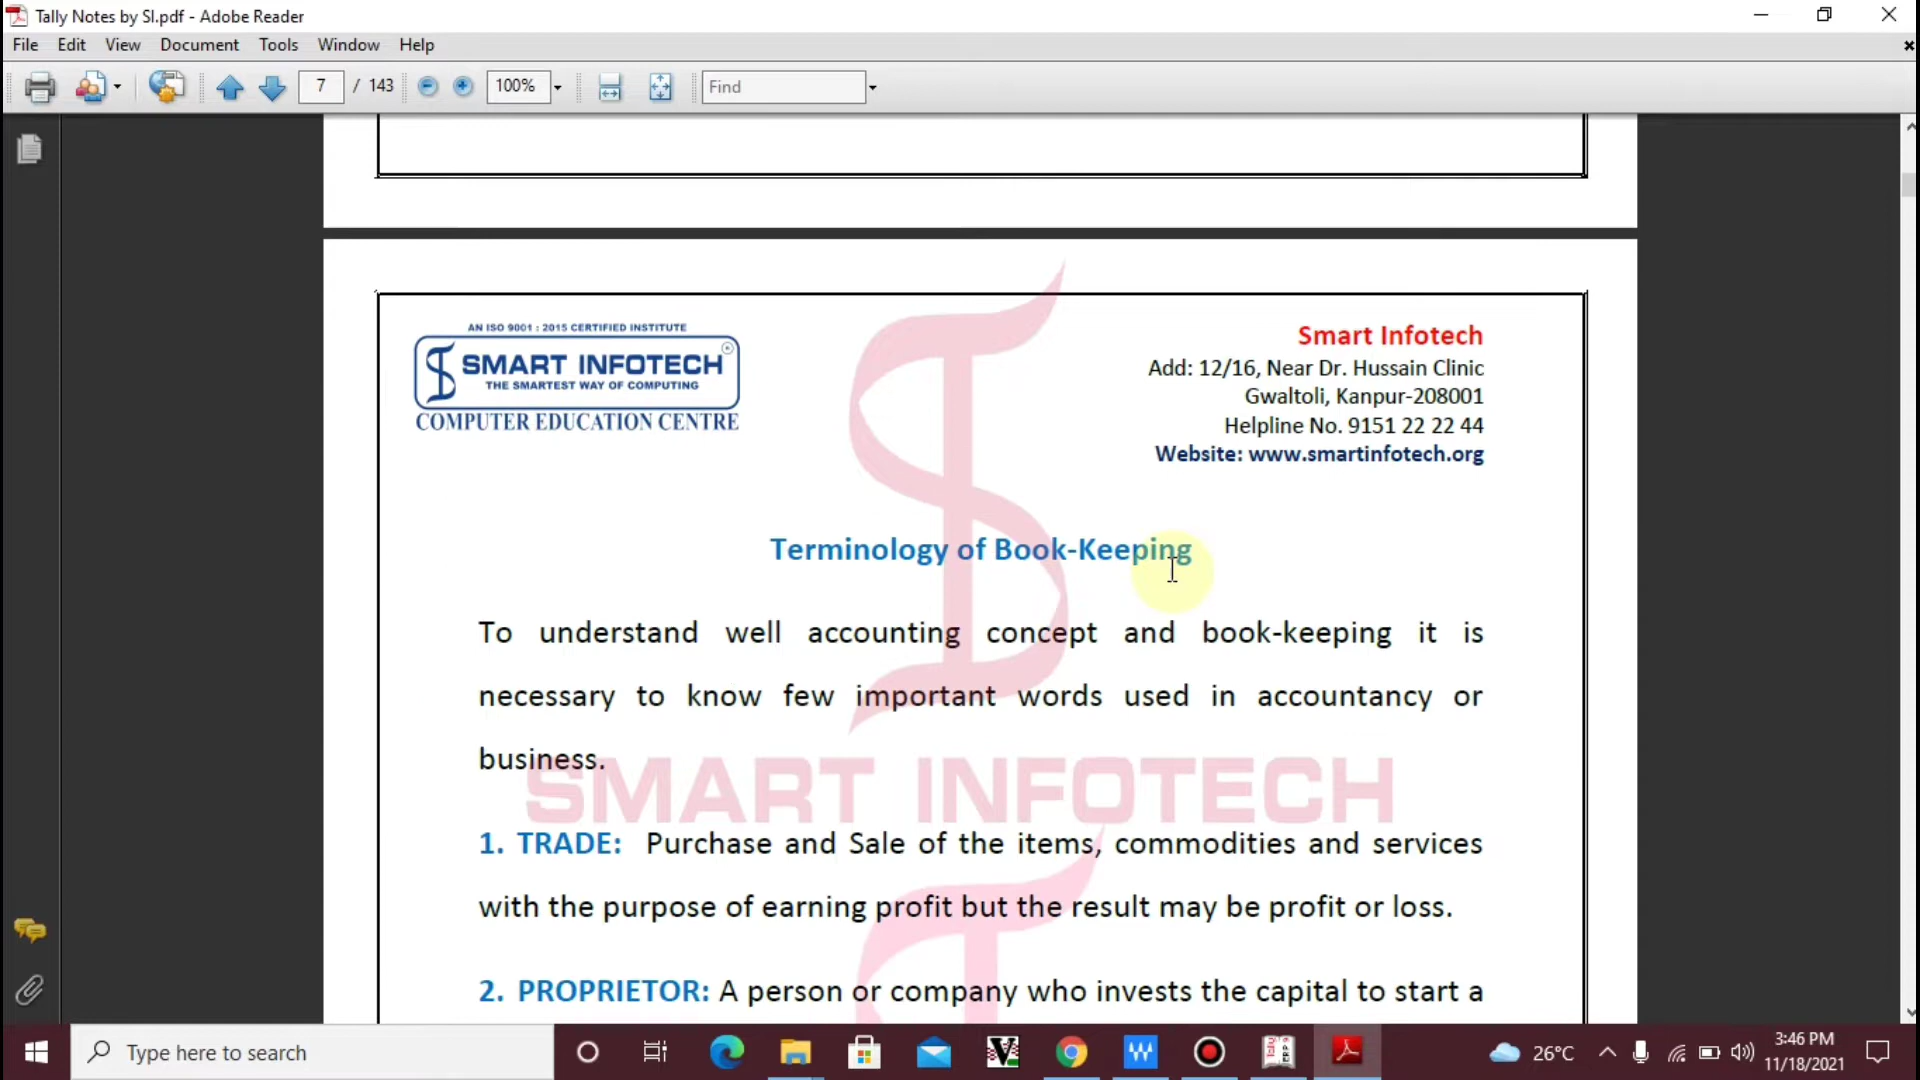 Tally Notes by SI.pdf - Adobe Reader
File Edit View Document Tools Window Help
7 / 143 100% Find
AN ISO 9001 : 2015 CERTIFIED INSTITUTE
SMART INFOTECH
THE SMARTEST WAY OF COMPUTING
COMPUTER EDUCATION CENTRE
Smart Infotech
Add: 12/16, Near Dr. Hussain Clinic
Gwaltoli, Kanpur-208001
Helpline No. 9151 22 22 44
Website: www.smartinfotech.org
Terminology of Book-Keeping
To understand well accounting concept and book-keeping it is
necessary to know few important words used in accountancy or
business.
SMART INFOTECH
1. TRADE: Purchase and Sale of the items, commodities and services
with the purpose of earning profit but the result may be profit or loss.
2. PROPRIETOR: A person or company who invests the capital to start a
Type here to search
26°C
3:46 PM
11/18/2021